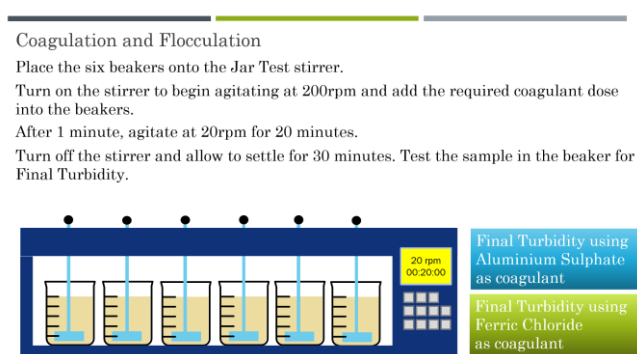 Coagulation and Flocculation
Place the six beakers onto the Jar Test stirrer.
Turn on the stirrer to begin agitating at 200rpm and add the required coagulant dose
into the beakers.
After 1 minute, agitate at 20rpm for 20 minutes.
Turn off the stirrer and allow to settle for 30 minutes. Test the sample in the beaker for
Final Turbidity.
20 rpm
00:20:00
Final Turbidity using
Aluminium Sulphate
as coagulant
Final Turbidity using
Ferric Chloride
as coagulant